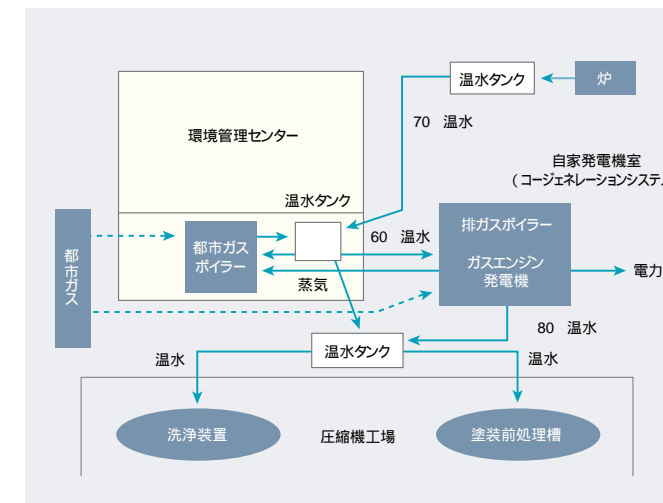 温水タンク
炉
70　温水
環境管理センター
自家発電機室
（コージェネレーションシステ
温水タンク
都市ガス
都市ガス
ボイラー
60　温水
排ガスボイラー
ガスエンジン
発電機
電力
蒸気
80　温水
温水タンク
温水
温水
洗浄装置
圧縮機工場
塗装前処理槽